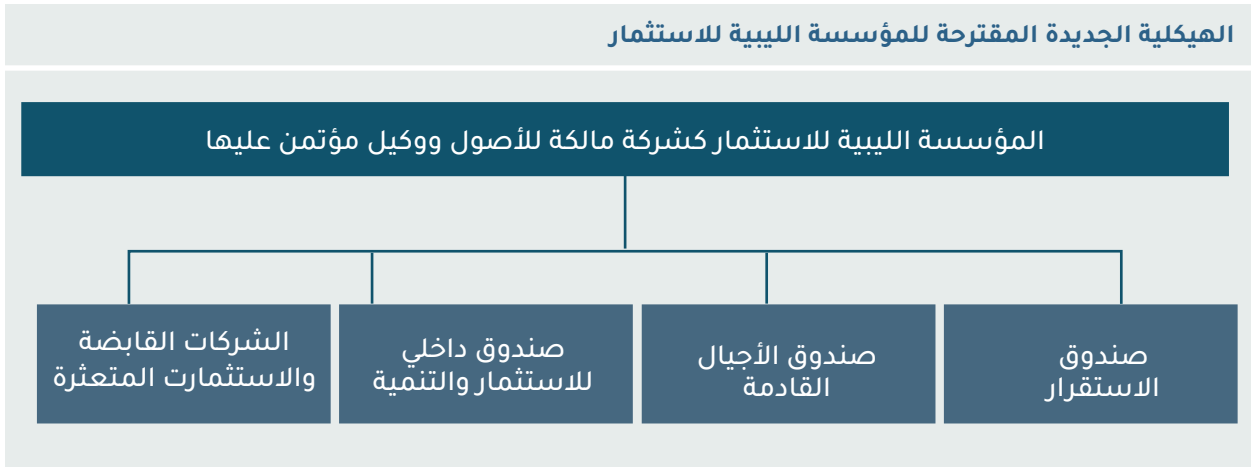 الهيكلية الجديدة المقترحة للمؤسسة الليبية للاستثمار
المؤسسة الليبية للاستثمار كشركة مالكة للأصول ووكيل مؤتمن عليها
صندوق
الاستقرار
صندوق الأجيال
القادمة
صندوق داخلي
للاستثمار والتنمية
الشركات القابضة
والاستثمارت المتعثرة